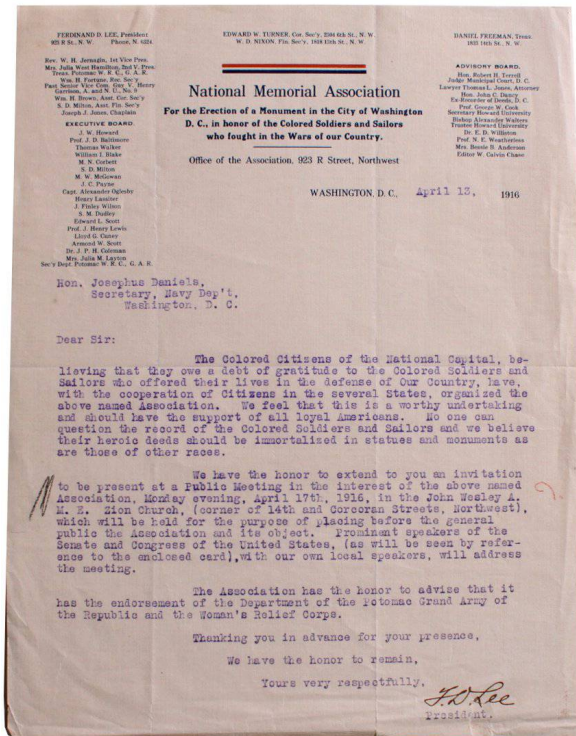 FERDINAND D. LEE, President
923 R St., N. W. Phone, N. 6324
EDWARD W. TURNER, Cor. Sec'y, 2304 6th St., N. W.
W. D. NIXON, Fin. Sec'y, 1824 13th St., N. W.
DANIEL FREEMAN, Treas.
1833 14th St., N. W.
Rev. W. H. Jernagin, 1st Vice Pres.
Mrs. Julia West Hamilton, 2nd V. Pres.
Treas. Potomac W. R. C., G. A. R.
Wm. H. Fortune, Rec. Sec'y
Past Senior Vice Com. Guy V. Henry
Garrison, A. and N. U., No. 9
Wm. H. Brown, Asst. Cor. Sec'y
S. D. Milton, Asst. Fin. Sec'y
Joseph J. Jones, Chaplain
EXECUTIVE BOARD.
J. W. Howard
Prof. J. D. Baltimore
Thomas Walker
William I. Blake
M. N. Corbett
S. D. Milton
M. W. McGowan
J. C. Payne
Capt. Alexander Oglesby
Henry Lassiter
J. Finley Wilson
S. M. Dudley
Edward L. Scott
Prof. J. Henry Lewis
Lloyd G. Cuney
Armond W. Scott
Dr. J. P. H. Coleman
Mrs. Julia M. Layton
Sec'y Dept. Potomac W. R. C., G. A. R.
ADVISORY BOARD.
Hon. Robert H. Terrell
Judge Municipal Court, D. C.
Lawyer Thomas L. Jones, Attorney
Hon. John C. Dancy
Ex-Recorder of Deeds, D. C.
Prof. George W. Cook
Secretary Howard University
Bishop Alexander Walters
Trustee Howard University
Dr. E. D. Williston
Prof. N. E. Weatherless
Mrs. Bessie B. Anderson
Editor W. Calvin Chase
National Memorial Association
For the Erection of a Monument in the City of Washington
D. C., in honor of the Colored Soldiers and Sailors
who fought in the Wars of our Country.
Office of the Association, 923 R Street, Northwest
WASHINGTON, D. C., April 13, 1916
Hon. Josephus Daniels,
Secretary, Navy Dep't,
Washington, D. C.
Dear Sir:
The Colored Citizens of the National Capital, be-
lieving that they owe a debt of gratitude to the Colored Soldiers and
Sailors who offered their lives in the defense of Our Country, have,
with the cooperation of Citizens in the several States, organized the
above named Association. We feel that this is a worthy undertaking
and should have the support of all loyal Americans. No one can
question the record of the Colored Soldiers and Sailors and we believe
their heroic deeds should be immortalized in statues and monuments as
are those of other races.
We have the honor to extend to you an invitation
to be present at a Public Meeting in the interest of the above named
Association, Monday evening, April 17th, 1916, in the John Wesley A.
M. E. Zion Church, (corner of 14th and Corcoran Streets, Northwest),
which will be held for the purpose of placing before the general
public the Association and its object. Prominent speakers of the
Senate and Congress of the United States, (as will be seen by refer-
ence to the enclosed card), with our own local speakers, will address
the meeting.
The Association has the honor to advise that it
has the endorsement of the Department of the Potomac Grand Army of
the Republic and the Woman's Relief Corps.
Thanking you in advance for your presence,
We have the honor to remain,
Yours very respectfully,
F. D. Lee
President.